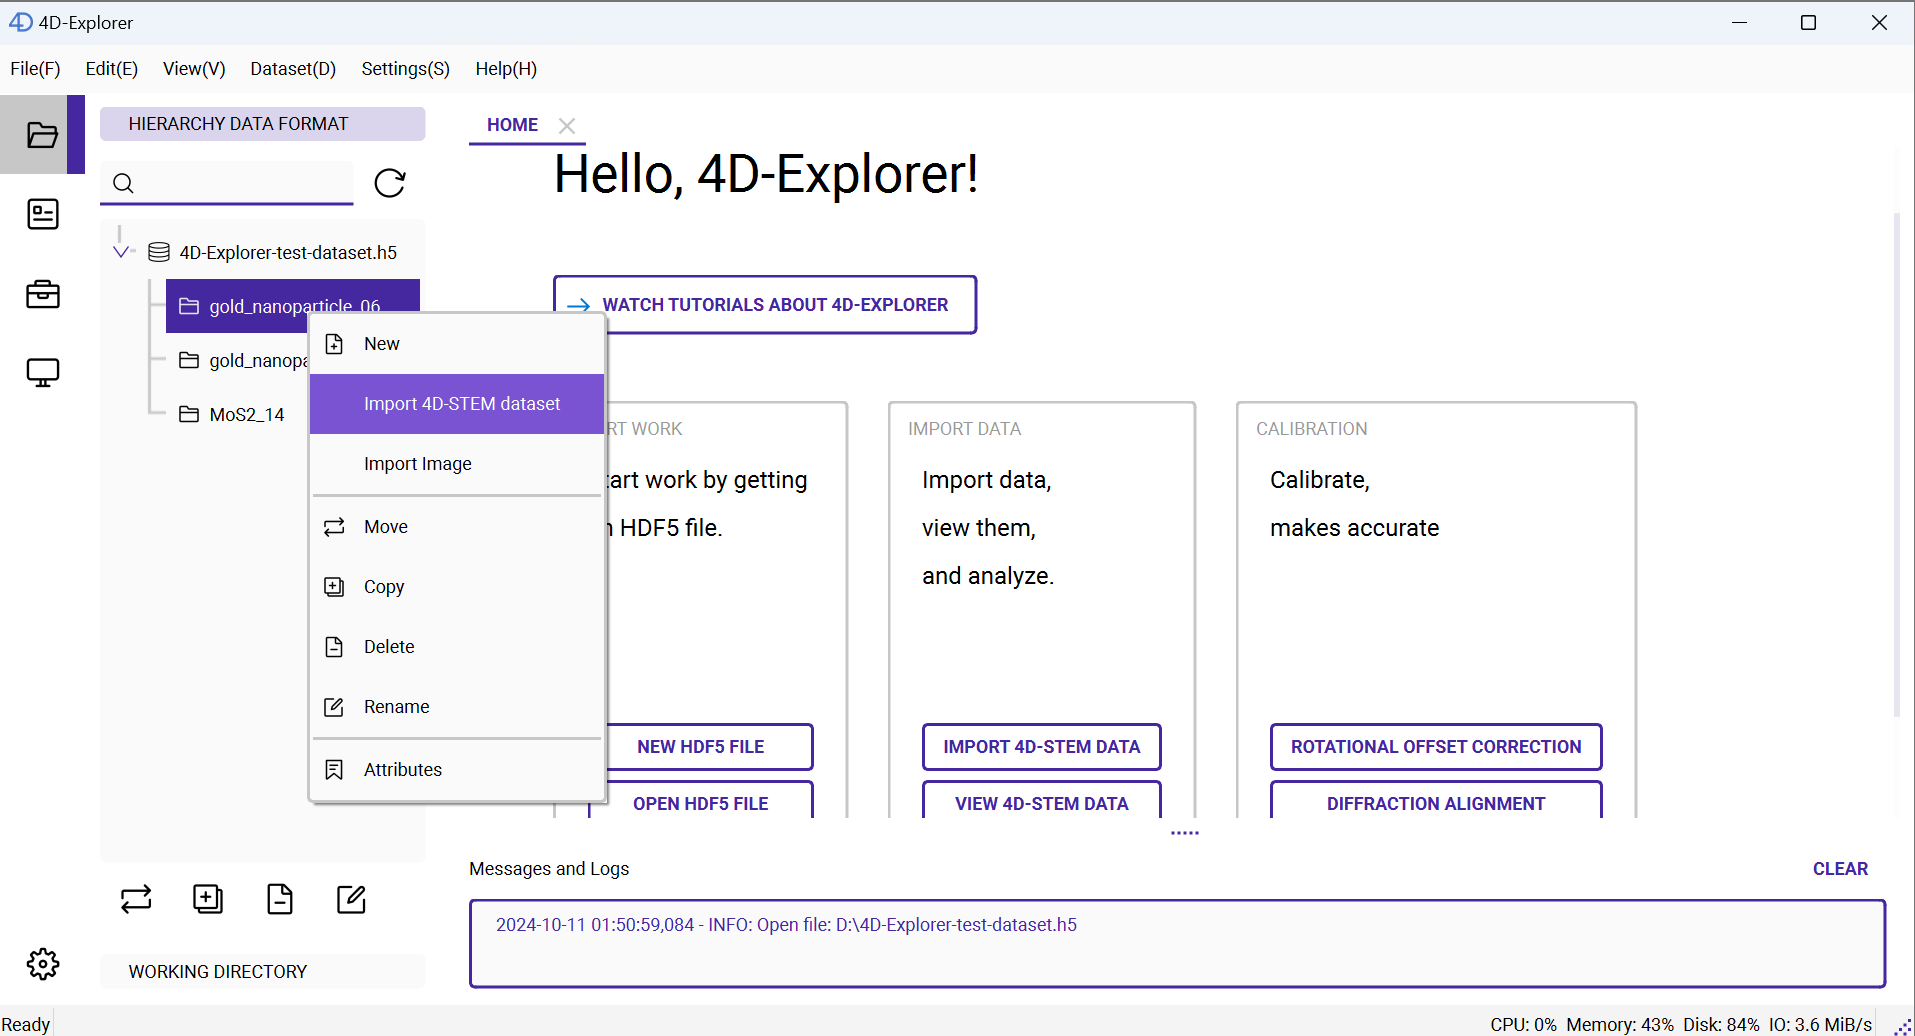 4D-Explorer
File(F) Edit(E) View(V) Dataset(D) Settings(S) Help(H)
HIERARCHY DATA FORMAT
4D-Explorer-test-dataset.h5
gold_nanoparticle_06
MoS2_14
New
Import 4D-STEM dataset
Import Image
Move
Copy
Delete
Rename
Attributes
WORKING DIRECTORY
HOME
Hello, 4D-Explorer!
WATCH TUTORIALS ABOUT 4D-EXPLORER
WORK
work by getting
HDF5 file.
NEW HDF5 FILE
OPEN HDF5 FILE
IMPORT DATA
Import data,
view them,
and analyze.
IMPORT 4D-STEM DATA
VIEW 4D-STEM DATA
CALIBRATION
Calibrate,
makes accurate
ROTATIONAL OFFSET CORRECTION
DIFFRACTION ALIGNMENT
Messages and Logs
CLEAR
2024-10-11 01:50:59,084 - INFO: Open file: D:\4D-Explorer-test-dataset.h5
Ready
CPU: 0% Memory: 43% Disk: 84% IO: 3.6 MiB/s